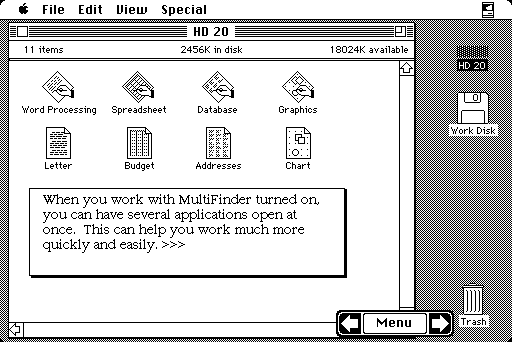 File Edit View Special
HD 20
11 items 2456K in disk 18024K available
HD 20
Word Processing Spreadsheet Database Graphics
Work Disk
Letter Budget Addresses Chart
When you work with MultiFinder turned on,
you can have several applications open at
once. This can help you work much more
quickly and easily. >>>
Menu
Trash